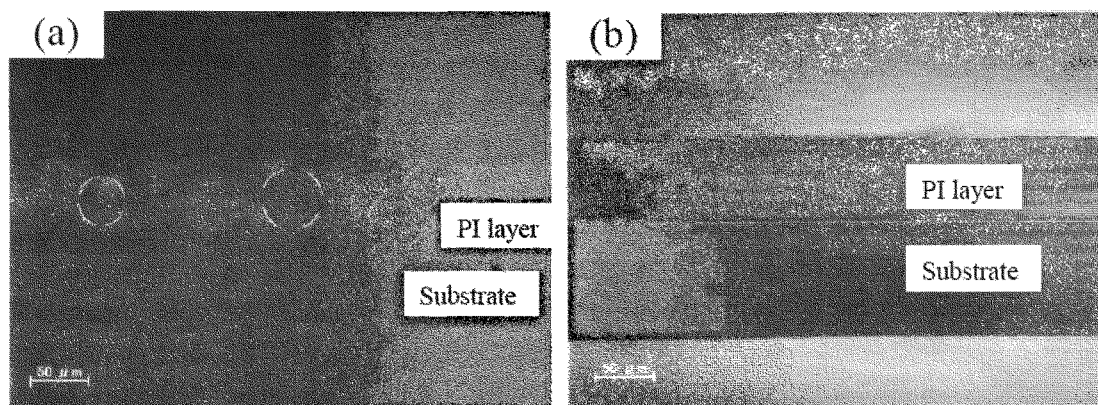 (a)
PI layer
Substrate
50 μm
(b)
PI layer
Substrate
50 μm